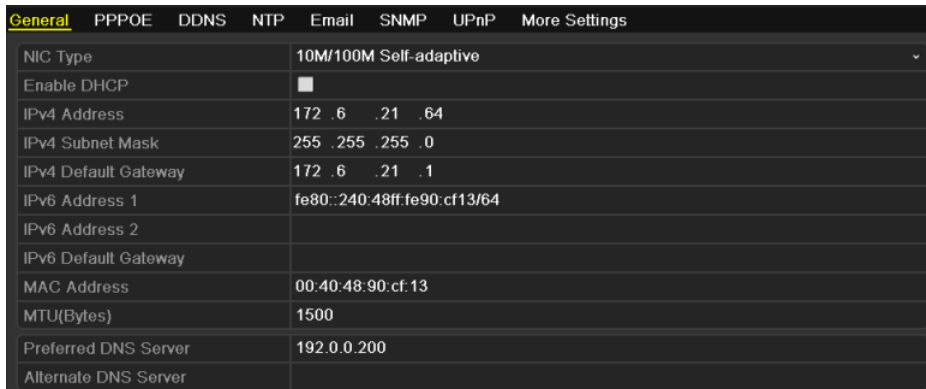 General PPPOE DDNS NTP Email SNMP UPnP More Settings
NIC Type 10M/100M Self-adaptive
Enable DHCP
IPv4 Address 172 .6 .21 .64
IPv4 Subnet Mask 255 .255 .255 .0
IPv4 Default Gateway 172 .6 .21 .1
IPv6 Address 1 fe80::240:48ff:fe90:cf13/64
IPv6 Address 2
IPv6 Default Gateway
MAC Address 00:40:48:90:cf:13
MTU(Bytes) 1500
Preferred DNS Server 192.0.0.200
Alternate DNS Server